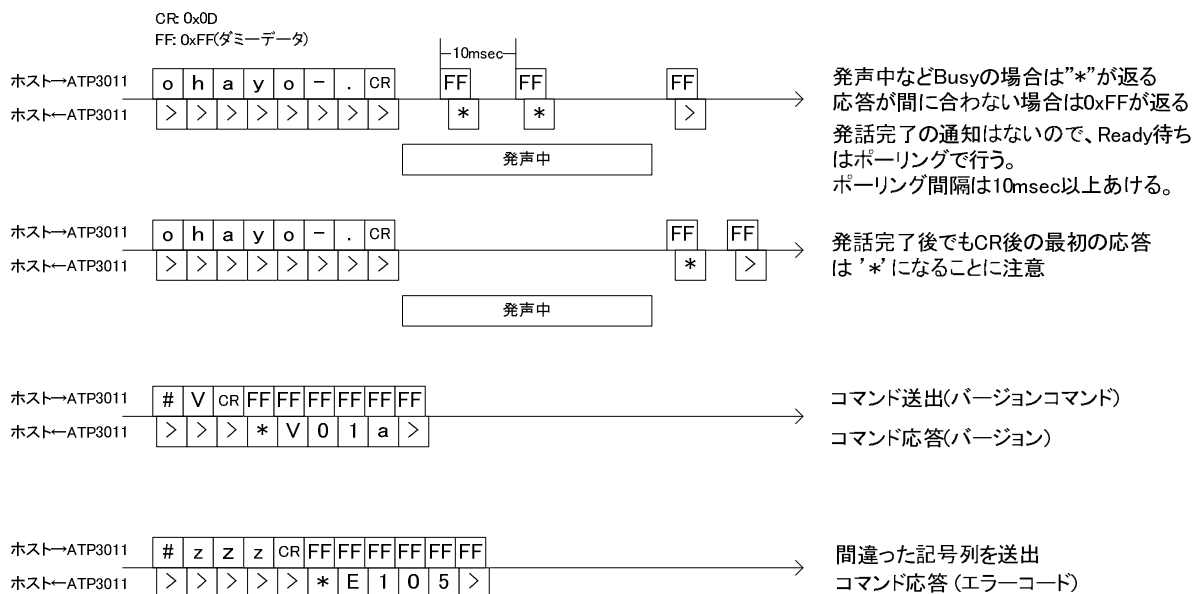 CR: 0x0D
FF: 0xFF(ダミーデータ)
10msec
ホスト→ATP3011 o h a y o - . CR FF FF FF
ホスト←ATP3011 > > > > > > > > * * >
発声中
発声中などBusyの場合は"*"が返る
応答が間に合わない場合は0xFFが返る
発話完了の通知はないので、Ready待ち
はポーリングで行う。
ポーリング間隔は10msec以上あける。
ホスト→ATP3011 o h a y o - . CR FF FF
ホスト←ATP3011 > > > > > > > > * >
発声中
発話完了後でもCR後の最初の応答
は '*' になることに注意
ホスト→ATP3011 # V CR FF FF FF FF FF FF
ホスト←ATP3011 > > > * V 0 1 a >
コマンド送出(バージョンコマンド)
コマンド応答(バージョン)
ホスト→ATP3011 # z z z CR FF FF FF FF FF FF
ホスト←ATP3011 > > > > > * E 1 0 5 >
間違った記号列を送出
コマンド応答 (エラーコード)